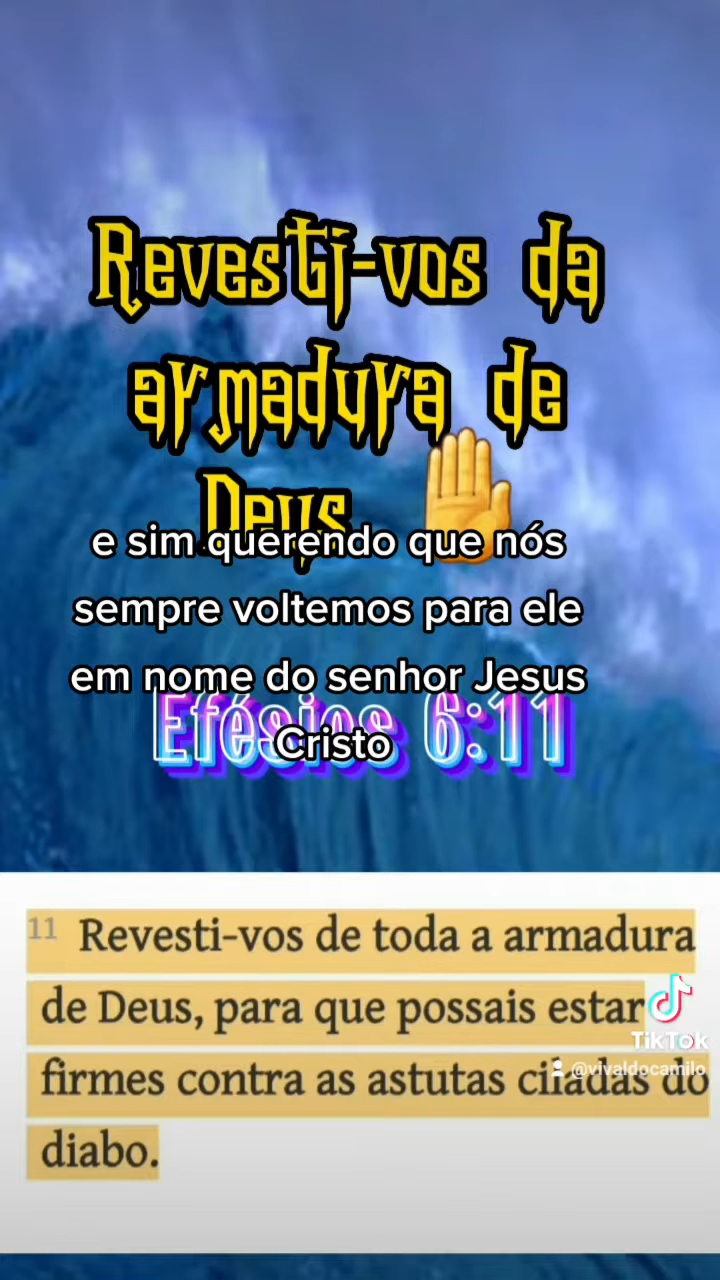 Revesti-vos da
armadura de
Deus
e sim querendo que nós
sempre voltemos para ele
em nome do senhor Jesus
Cristo
Efésios 6:11
11 Revesti-vos de toda a armadura
de Deus, para que possais estar
firmes contra as astutas ciladas do
diabo.
TikTok
@vivaldocamilo